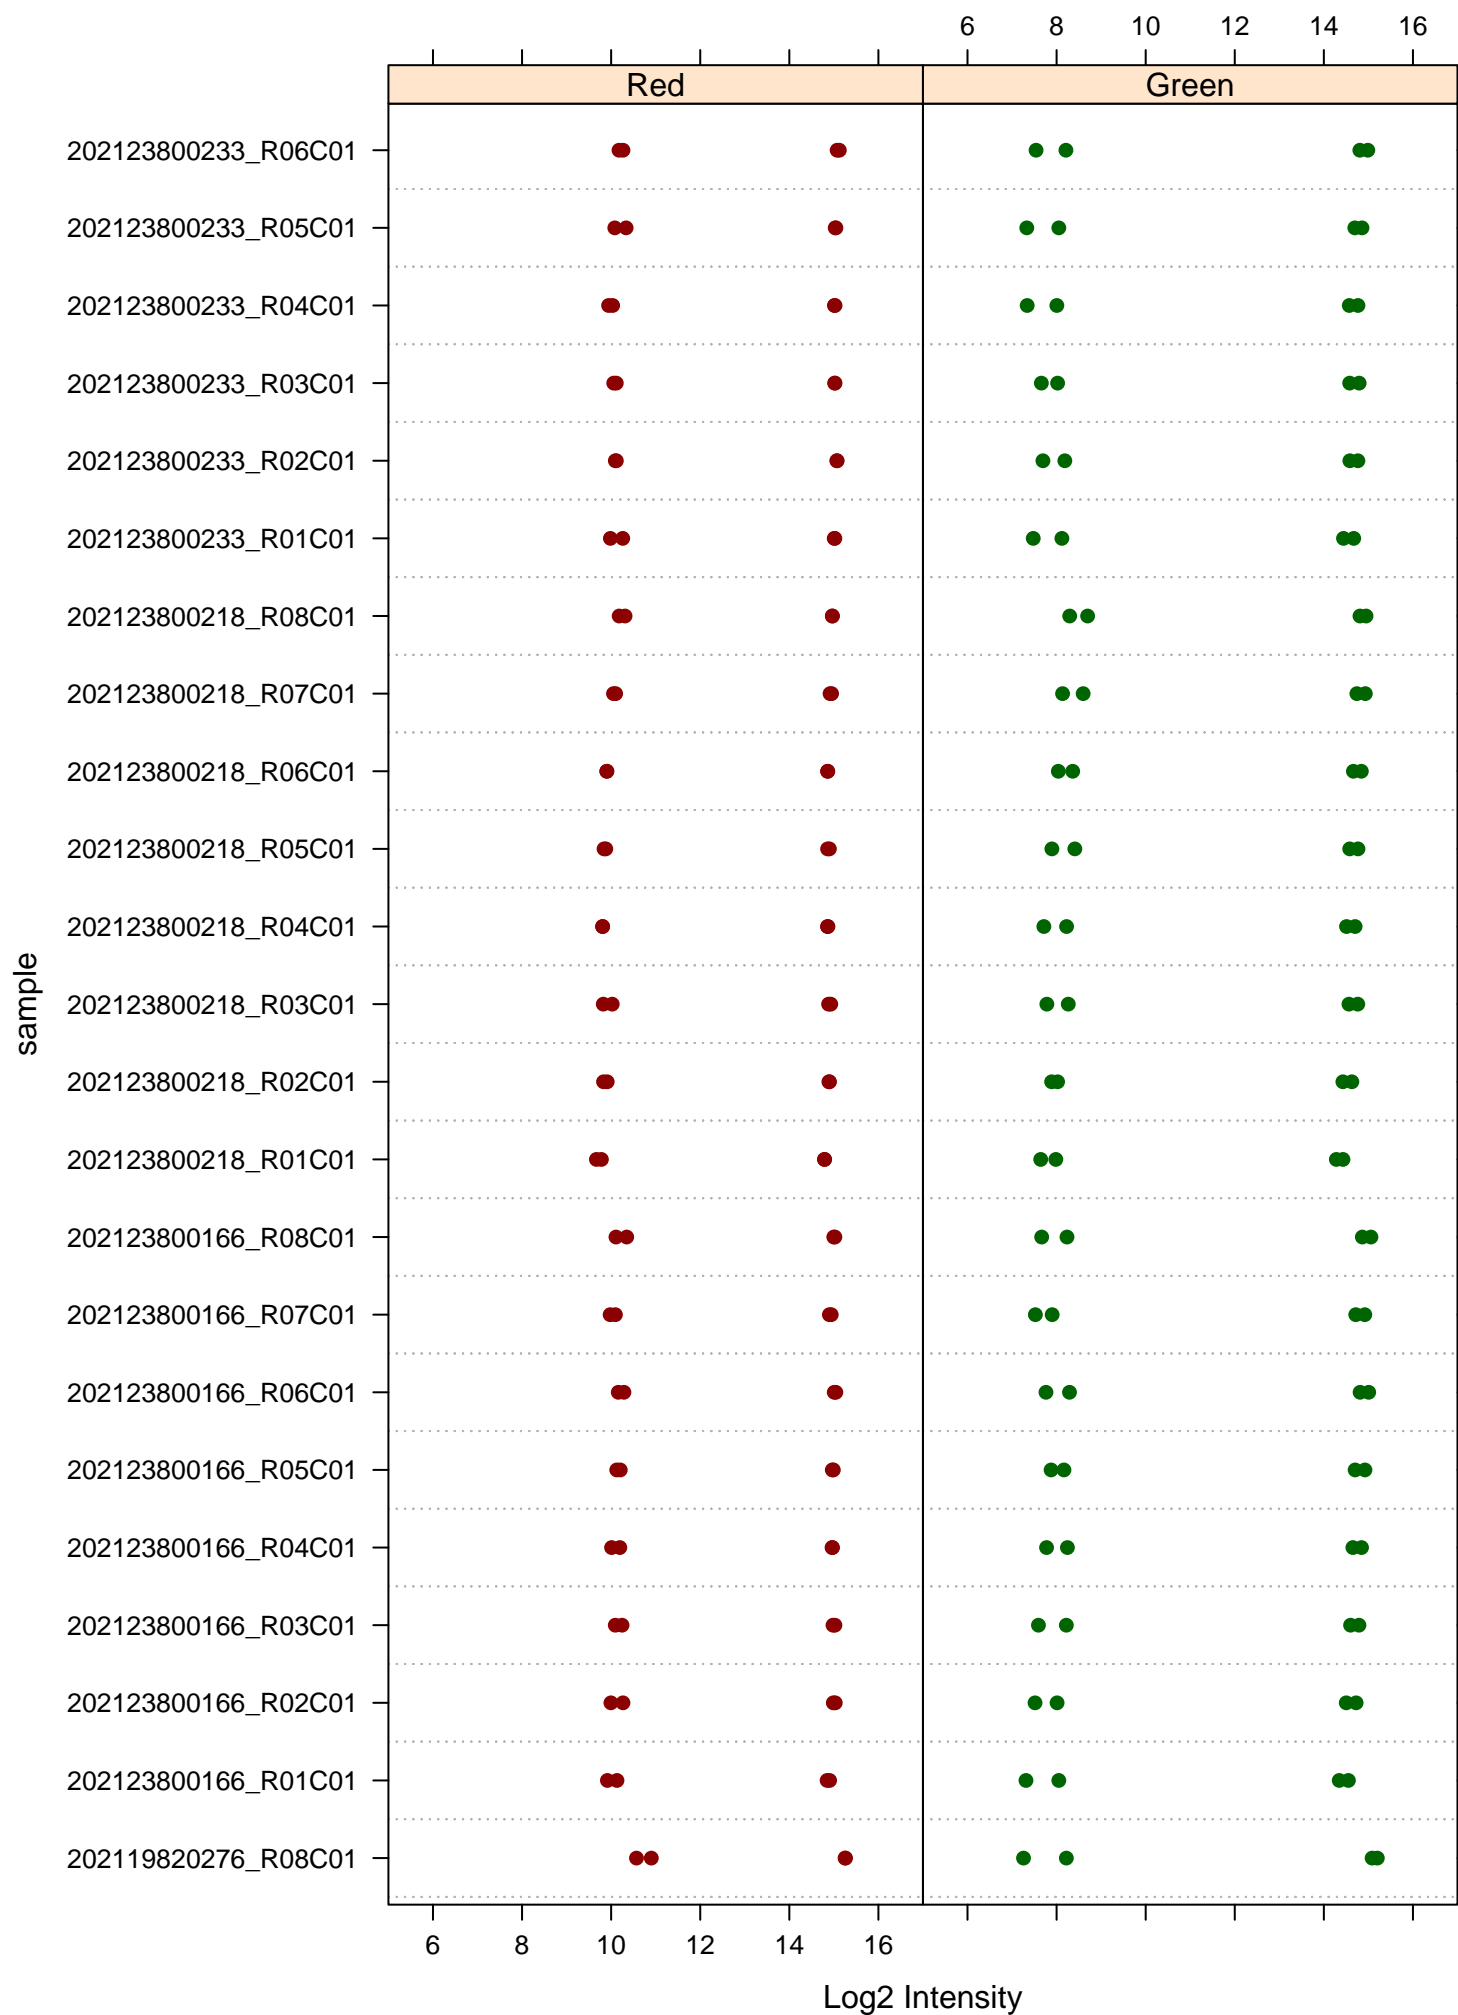 6 8 10 12 14 16
Red Green
202123800233_R06C01
202123800233_R05C01
202123800233_R04C01
202123800233_R03C01
202123800233_R02C01
202123800233_R01C01
202123800218_R08C01
202123800218_R07C01
202123800218_R06C01
202123800218_R05C01
202123800218_R04C01
202123800218_R03C01
202123800218_R02C01
202123800218_R01C01
202123800166_R08C01
202123800166_R07C01
202123800166_R06C01
202123800166_R05C01
202123800166_R04C01
202123800166_R03C01
202123800166_R02C01
202123800166_R01C01
202119820276_R08C01
sample
6 8 10 12 14 16
Log2 Intensity